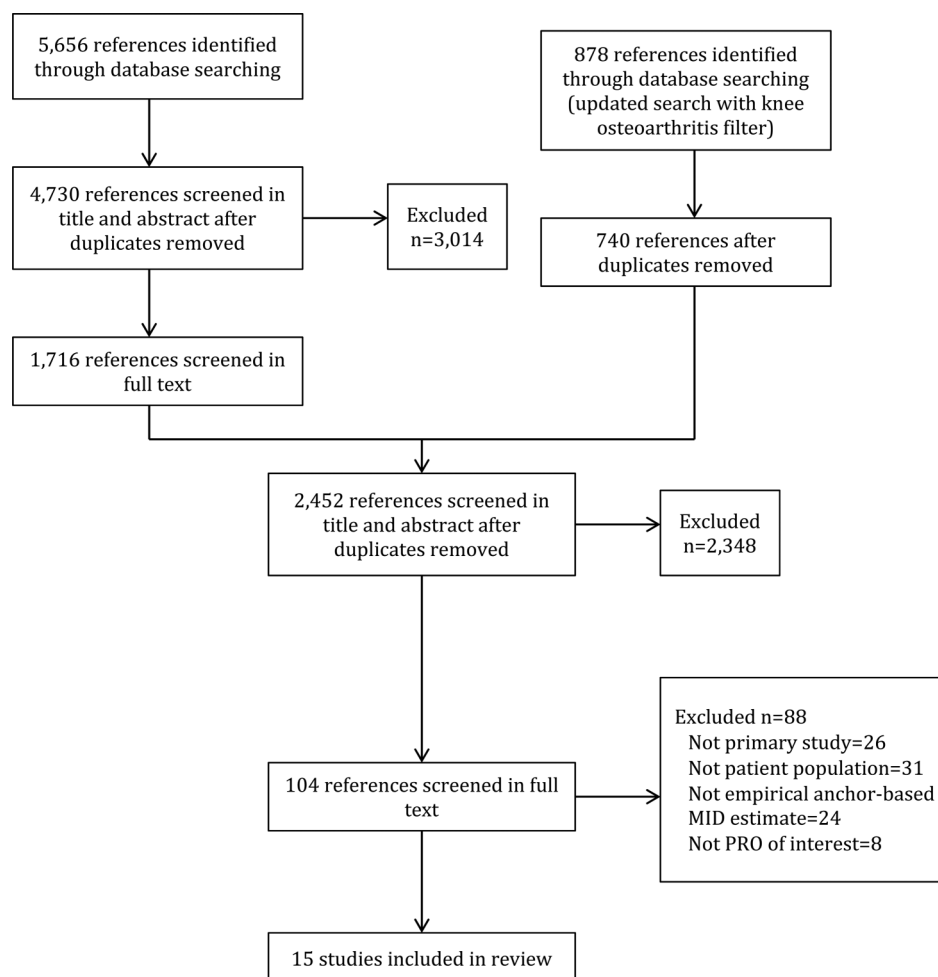 5,656 references identified
through database searching
878 references identified
through database searching
(updated search with knee
osteoarthritis filter)
4,730 references screened in
title and abstract after
duplicates removed
Excluded
n=3,014
740 references after
duplicates removed
1,716 references screened in
full text
2,452 references screened in
title and abstract after
duplicates removed
Excluded
n=2,348
104 references screened in full
text
Excluded n=88
Not primary study=26
Not patient population=31
Not empirical anchor-based
MID estimate=24
Not PRO of interest=8
15 studies included in review